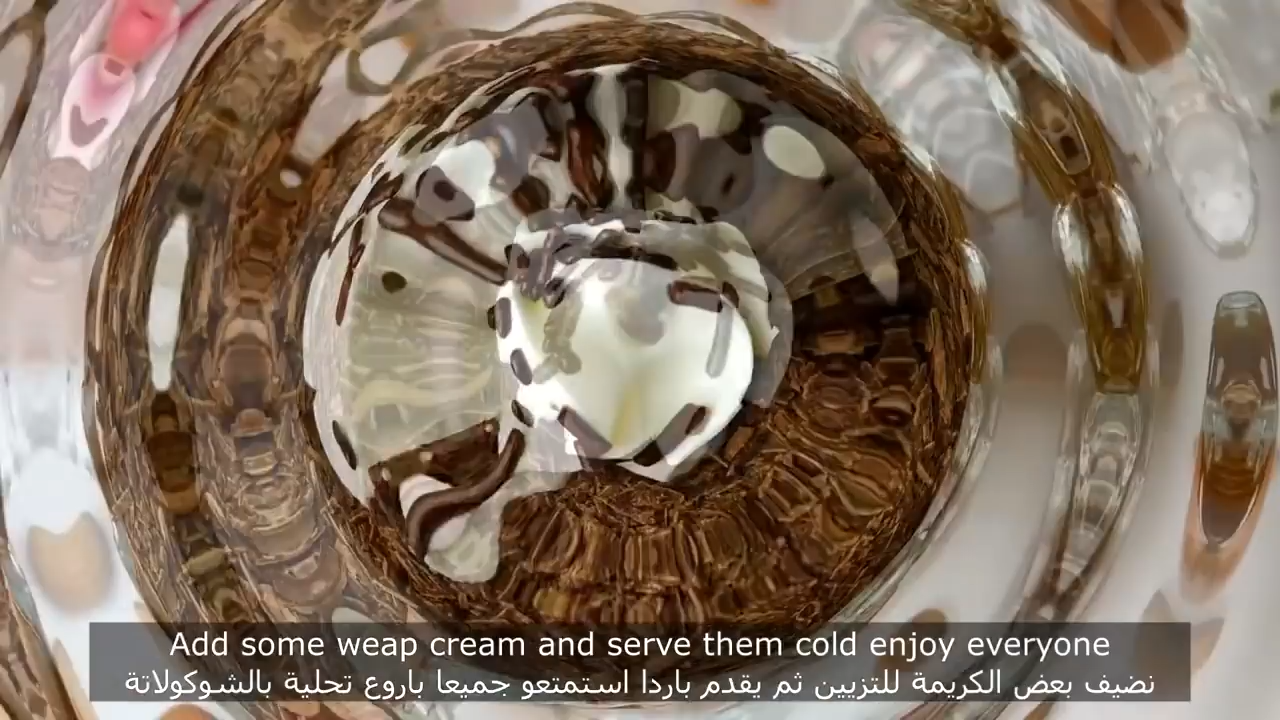 Add some weap cream and serve them cold enjoy everyone
نضيف بعض الكريمة للتزيين ثم يقدم باردا استمتعو جميعا باروع تحلية بالشوكولاتة